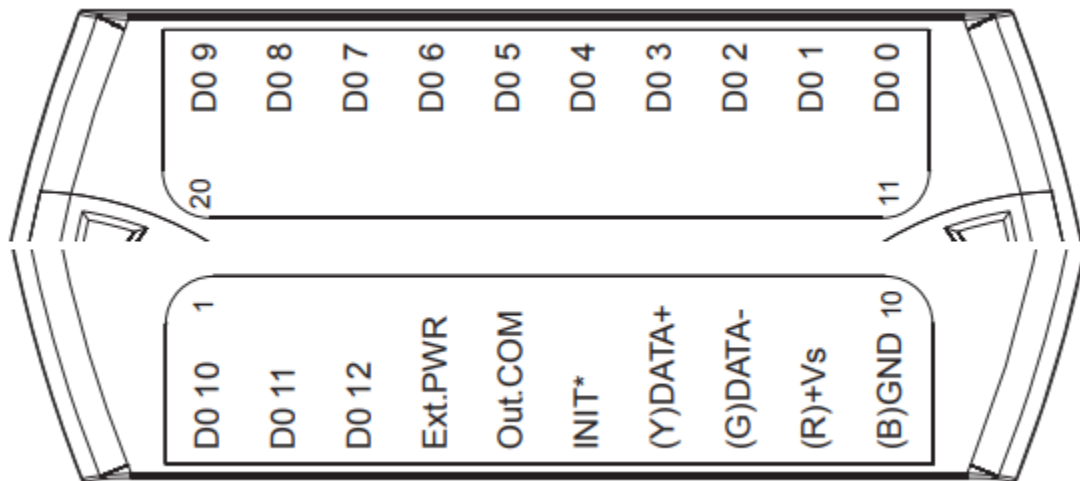 D0 9
D0 8
D0 7
D0 6
D0 5
D0 4
D0 3
D0 2
D0 1
D0 0
20
11
1
10
D0 10
D0 11
D0 12
Ext.PWR
Out.COM
INIT*
(Y)DATA+
(G)DATA-
(R)+Vs
(B)GND